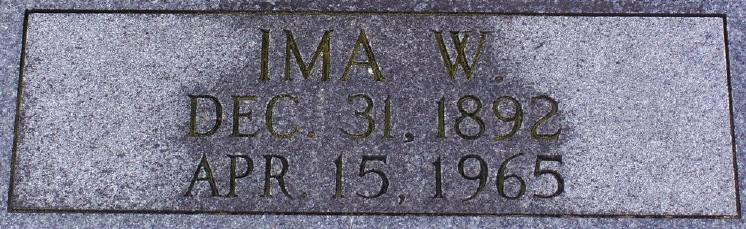 IMA W.
DEC. 31, 1892
APR. 15, 1965